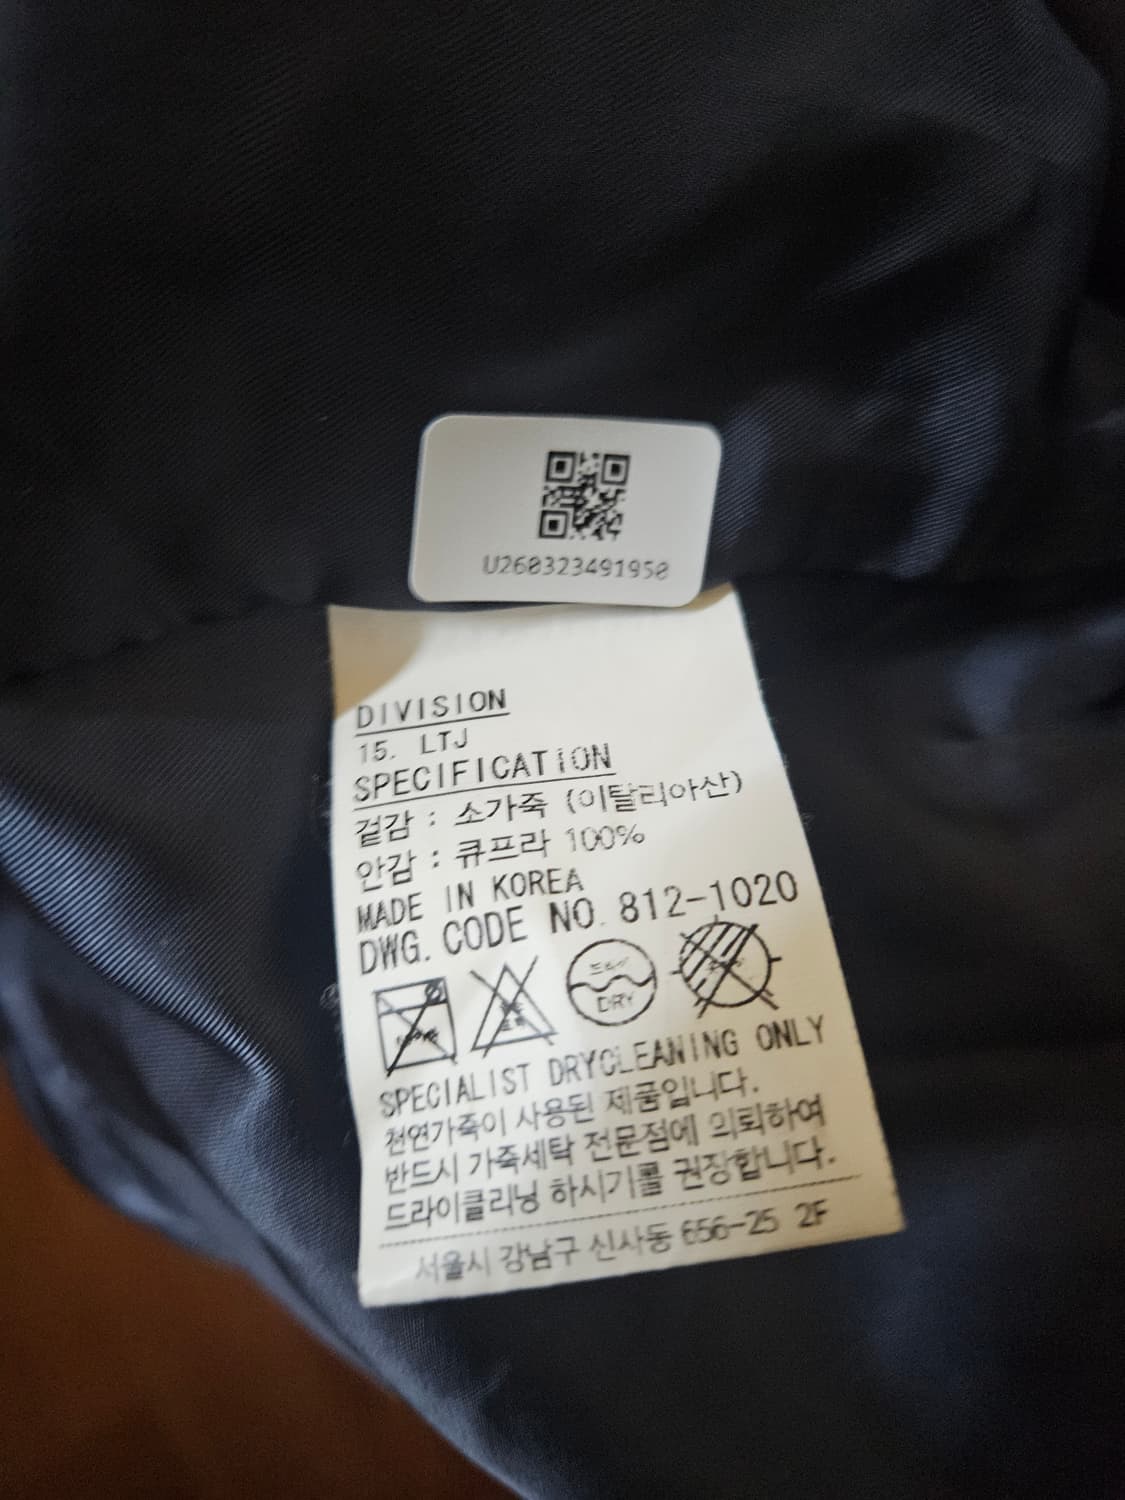 U260323491950
DIVISION
15. LTJ
SPECIFICATION
겉감 : 소가죽 (이탈리아산)
안감 : 큐프라 100%
MADE IN KOREA
DWG. CODE NO. 812-1020
드라이
DRY
SPECIALIST DRYCLEANING ONLY
천연가죽이 사용된 제품입니다.
반드시 가죽세탁 전문점에 의뢰하여
드라이클리닝 하시기를 권장합니다.
서울시 강남구 신사동 656-25 2F